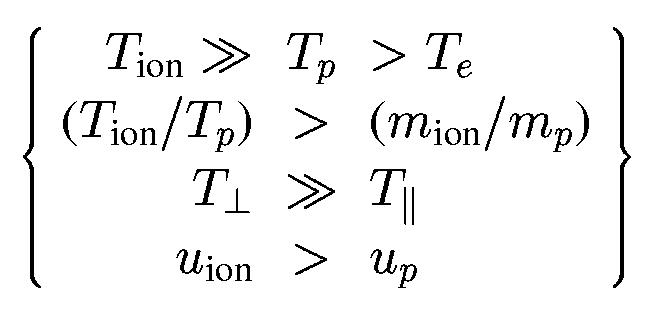 T_ion ≫ T_p > T_e
(T_ion/T_p) > (m_ion/m_p)
T_⊥ ≫ T_∥
u_ion > u_p